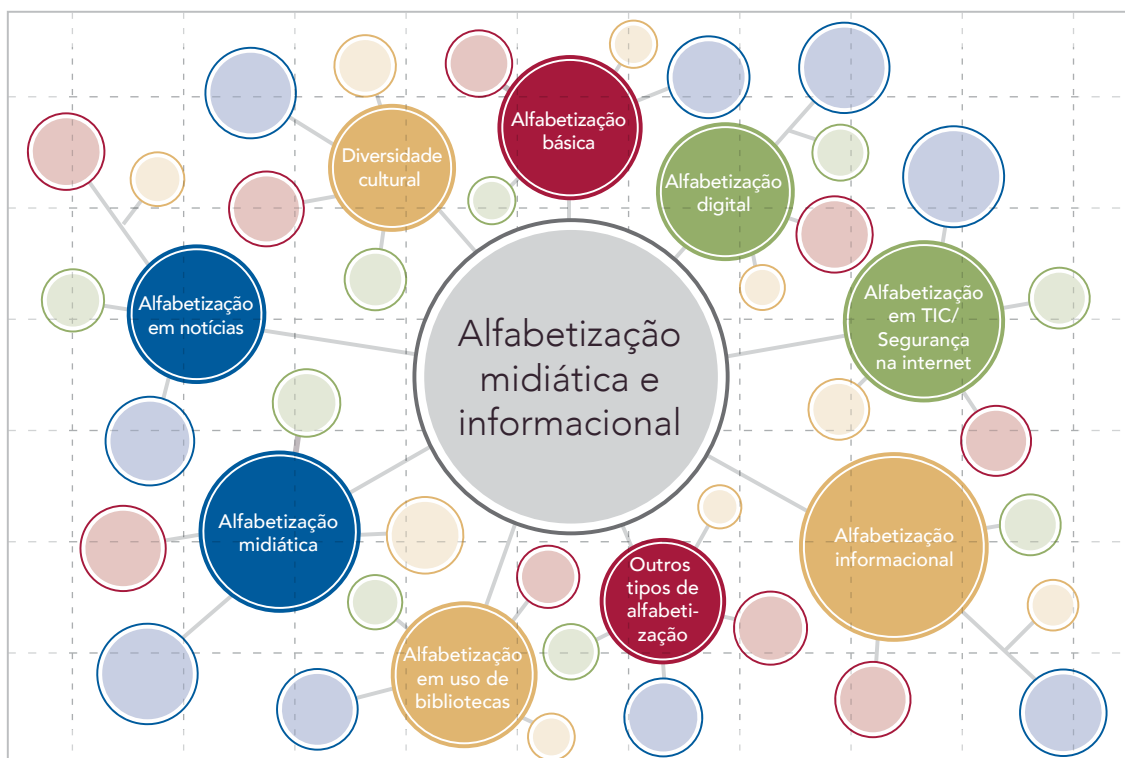 Alfabetização
básica
Diversidade
cultural
Alfabetização
digital
Alfabetização
em notícias
Alfabetização
em TIC/
Segurança
na internet
Alfabetização
midiática e
informacional
Alfabetização
midiática
Alfabetização
informacional
Outros
tipos de
alfabeti-
zação
Alfabetização
em uso de
bibliotecas